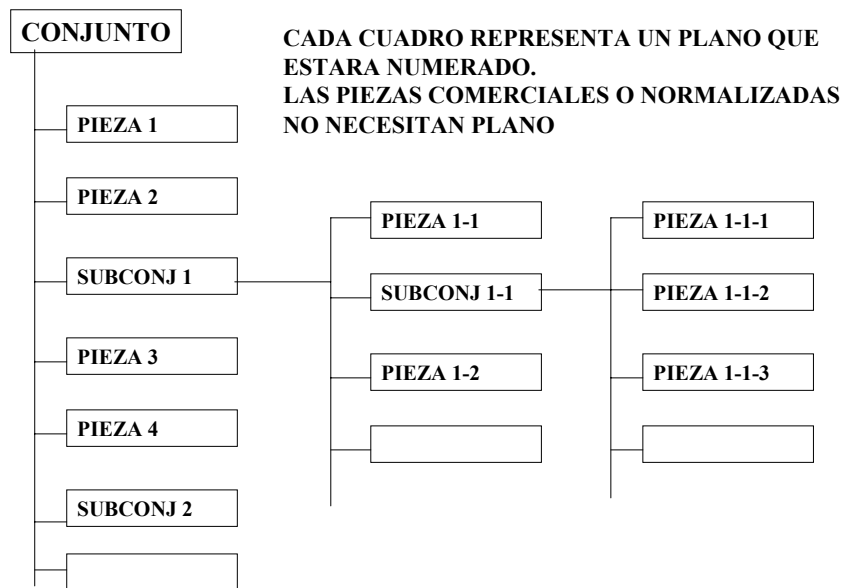 CONJUNTO
CADA CUADRO REPRESENTA UN PLANO QUE
ESTARA NUMERADO.
LAS PIEZAS COMERCIALES O NORMALIZADAS
NO NECESITAN PLANO
PIEZA 1
PIEZA 2
SUBCONJ 1
PIEZA 3
PIEZA 4
SUBCONJ 2
PIEZA 1-1
SUBCONJ 1-1
PIEZA 1-2
PIEZA 1-1-1
PIEZA 1-1-2
PIEZA 1-1-3